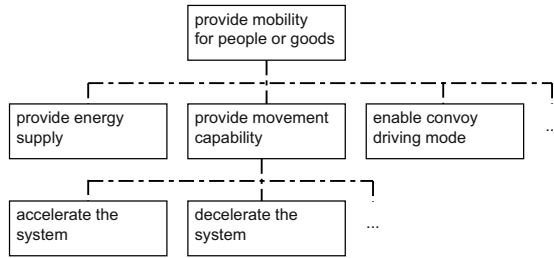 provide mobility
for people or goods
provide energy
supply
provide movement
capability
enable convoy
driving mode
...
accelerate the
system
decelerate the
system
...